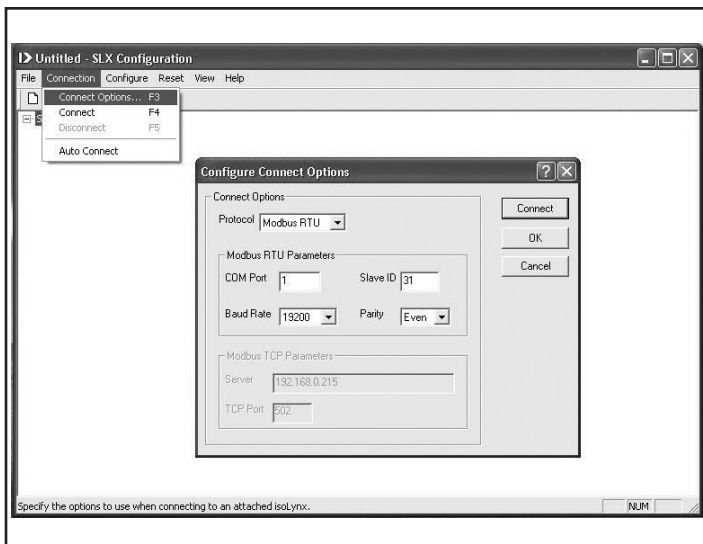 Untitled - SLX Configuration
File Connection Configure Reset View Help
Connect Options... F3
Connect F4
Disconnect F5
Auto Connect
Configure Connect Options
Connect Options
Protocol Modbus RTU
Connect
OK
Cancel
Modbus RTU Parameters
COM Port 1 Slave ID 31
Baud Rate 19200 Parity Even
Modbus TCP Parameters
Server 192.168.0.215
TCP Port 502
Specify the options to use when connecting to an attached isoLynx. NUM